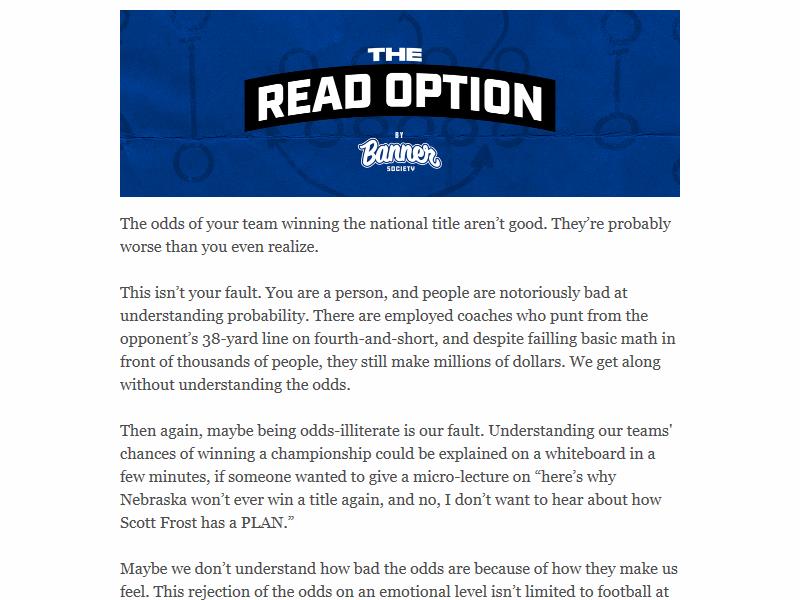 THE
READ OPTION
BY
Banner
SOCIETY
The odds of your team winning the national title aren’t good. They’re probably
worse than you even realize.
This isn’t your fault. You are a person, and people are notoriously bad at
understanding probability. There are employed coaches who punt from the
opponent’s 38-yard line on fourth-and-short, and despite failling basic math in
front of thousands of people, they still make millions of dollars. We get along
without understanding the odds.
Then again, maybe being odds-illiterate is our fault. Understanding our teams'
chances of winning a championship could be explained on a whiteboard in a
few minutes, if someone wanted to give a micro-lecture on “here’s why
Nebraska won’t ever win a title again, and no, I don’t want to hear about how
Scott Frost has a PLAN.”
Maybe we don’t understand how bad the odds are because of how they make us
feel. This rejection of the odds on an emotional level isn’t limited to football at